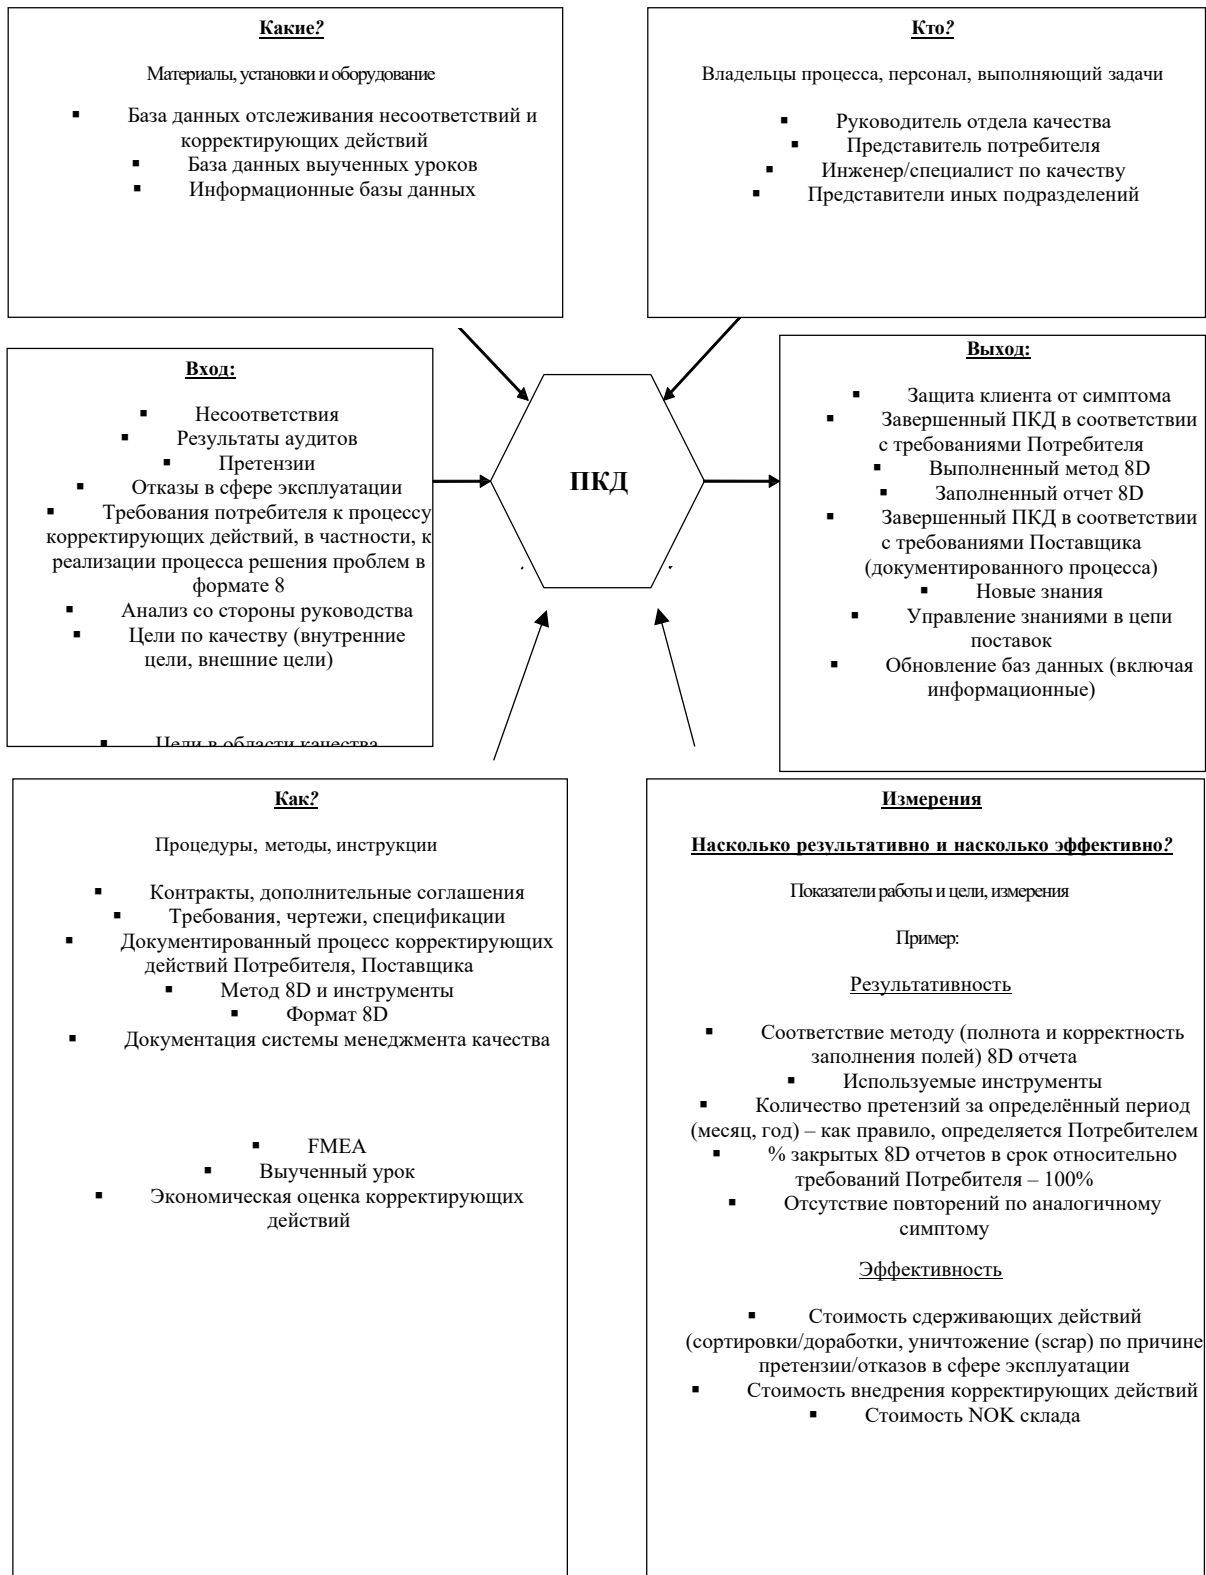 Какие?
Материалы, установки и оборудование
▪ База данных отслеживания несоответствий и
корректирующих действий
▪ База данных выученных уроков
▪ Информационные базы данных
Кто?
Владельцы процесса, персонал, выполняющий задачи
▪ Руководитель отдела качества
▪ Представитель потребителя
▪ Инженер/специалист по качеству
▪ Представители иных подразделений
Вход:
▪ Несоответствия
▪ Результаты аудитов
▪ Претензии
▪ Отказы в сфере эксплуатации
▪ Требования потребителя к процессу
корректирующих действий, в частности, к
реализации процесса решения проблем в
формате 8
▪ Анализ со стороны руководства
▪ Цели по качеству (внутренние
цели, внешние цели)
▪ Цели в области качества
ПКД
Выход:
▪ Защита клиента от симптома
▪ Завершенный ПКД в соответствии
с требованиями Потребителя
▪ Выполненный метод 8D
▪ Заполненный отчет 8D
▪ Завершенный ПКД в соответствии
с требованиями Поставщика
(документированного процесса)
▪ Новые знания
▪ Управление знаниями в цепи
поставок
▪ Обновление баз данных (включая
информационные)
Как?
Процедуры, методы, инструкции
▪ Контракты, дополнительные соглашения
▪ Требования, чертежи, спецификации
▪ Документированный процесс корректирующих
действий Потребителя, Поставщика
▪ Метод 8D и инструменты
▪ Формат 8D
▪ Документация системы менеджмента качества
▪ FMEA
▪ Выученный урок
▪ Экономическая оценка корректирующих
действий
Измерения
Насколько результативно и насколько эффективно?
Показатели работы и цели, измерения
Пример:
Результативность
▪ Соответствие методу (полнота и корректность
заполнения полей) 8D отчета
▪ Используемые инструменты
▪ Количество претензий за определённый период
(месяц, год) – как правило, определяется Потребителем
▪ % закрытых 8D отчетов в срок относительно
требований Потребителя – 100%
▪ Отсутствие повторений по аналогичному
симптому
Эффективность
▪ Стоимость сдерживающих действий
(сортировки/доработки, уничтожение (scrap) по причине
претензии/отказов в сфере эксплуатации
▪ Стоимость внедрения корректирующих действий
▪ Стоимость NOK склада